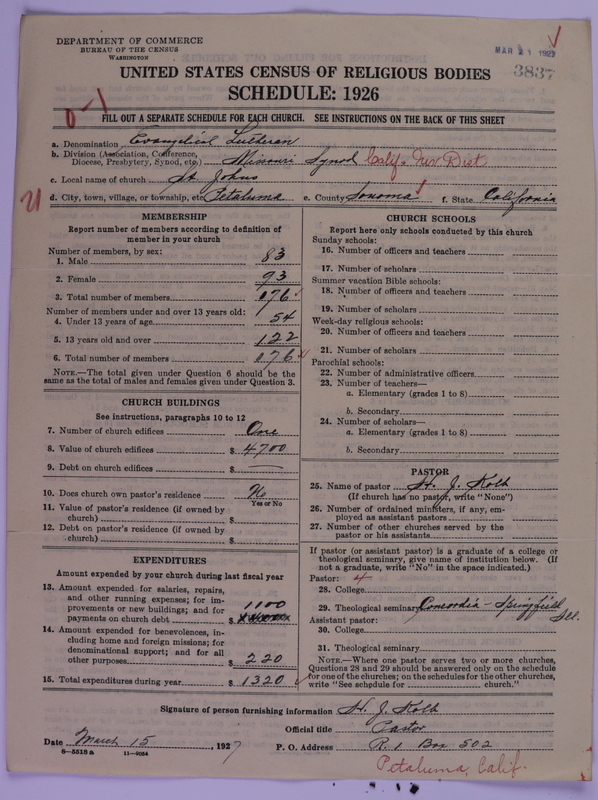 DEPARTMENT OF COMMERCE
BUREAU OF THE CENSUS
WASHINGTON
MAR 21 1927
3837
UNITED STATES CENSUS OF RELIGIOUS BODIES
SCHEDULE: 1926
0-1
FILL OUT A SEPARATE SCHEDULE FOR EACH CHURCH. SEE INSTRUCTIONS ON THE BACK OF THIS SHEET
a. Denomination Evangelical Lutheran
b. Division (Association, Conference, Diocese, Presbytery, Synod, etc.) Missouri Synod Calif. & Nev. Dist.
c. Local name of church St. Johns
21
d. City, town, village, or township, etc. Petaluma e. County Sonoma f. State California
MEMBERSHIP
Report number of members according to definition of
member in your church
Number of members, by sex:
1. Male 83
2. Female 93
3. Total number of members 176
Number of members under and over 13 years old:
4. Under 13 years of age 54
5. 13 years old and over 122
6. Total number of members 176
NOTE.—The total given under Question 6 should be the
same as the total of males and females given under Question 3.
CHURCH BUILDINGS
See instructions, paragraphs 10 to 12
7. Number of church edifices One
8. Value of church edifices $ 4700
9. Debt on church edifices $ —
10. Does church own pastor's residence No
Yes or No
11. Value of pastor's residence (if owned by
church) $
12. Debt on pastor's residence (if owned by
church) $
EXPENDITURES
Amount expended by your church during last fiscal year
13. Amount expended for salaries, repairs,
and other running expenses; for im-
provements or new buildings; and for
payments on church debt $ 1100
14. Amount expended for benevolences, in-
cluding home and foreign missions; for
denominational support; and for all
other purposes $ 220
15. Total expenditures during year $ 1320
CHURCH SCHOOLS
Report here only schools conducted by this church
Sunday schools:
16. Number of officers and teachers
17. Number of scholars
Summer vacation Bible schools:
18. Number of officers and teachers
19. Number of scholars
Week-day religious schools:
20. Number of officers and teachers
21. Number of scholars
Parochial schools:
22. Number of administrative officers
23. Number of teachers—
a. Elementary (grades 1 to 8)
b. Secondary
24. Number of scholars—
a. Elementary (grades 1 to 8)
b. Secondary
PASTOR
25. Name of pastor H. J. Kolb
(If church has no pastor, write "None")
26. Number of ordained ministers, if any, em-
ployed as assistant pastors
27. Number of other churches served by the
pastor or his assistants
If pastor (or assistant pastor) is a graduate of a college or
theological seminary, give name of institution below. (If
not a graduate, write "No" in the space indicated.)
Pastor: 4
28. College
29. Theological seminary Concordia - Springfield Ill.
Assistant pastor:
30. College
31. Theological seminary
NOTE.—Where one pastor serves two or more churches,
Questions 28 and 29 should be answered only on the schedule
for one of the churches; on the schedules for the other churches,
write "See schedule for ______ church."
Signature of person furnishing information H. J. Kolb
Official title Pastor
Date March 15, 1927 P. O. Address R. 1 Box 502
8-5518 a 11-9054
Petaluma, Calif.